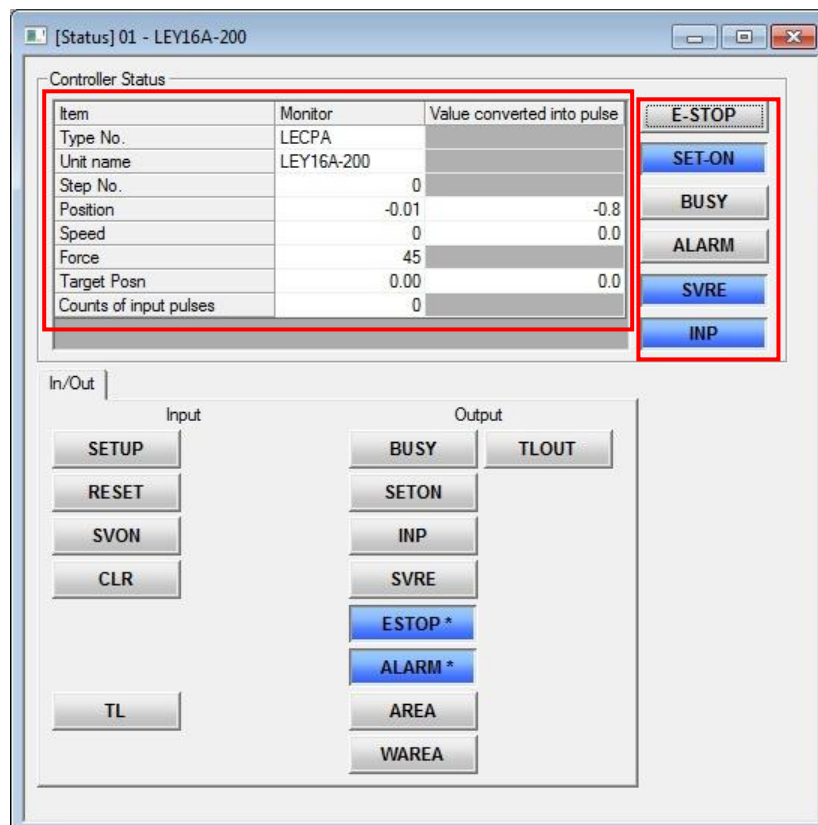 [Status] 01 - LEY16A-200
Controller Status
Item Monitor Value converted into pulse
Type No. LECPA
Unit name LEY16A-200
Step No. 0
Position -0.01 -0.8
Speed 0 0.0
Force 45
Target Posn 0.00 0.0
Counts of input pulses 0
E-STOP
SET-ON
BUSY
ALARM
SVRE
INP
In/Out
Input Output
SETUP BUSY TLOUT
RESET SETON
SVON INP
CLR SVRE
ESTOP *
ALARM *
TL AREA
WAREA